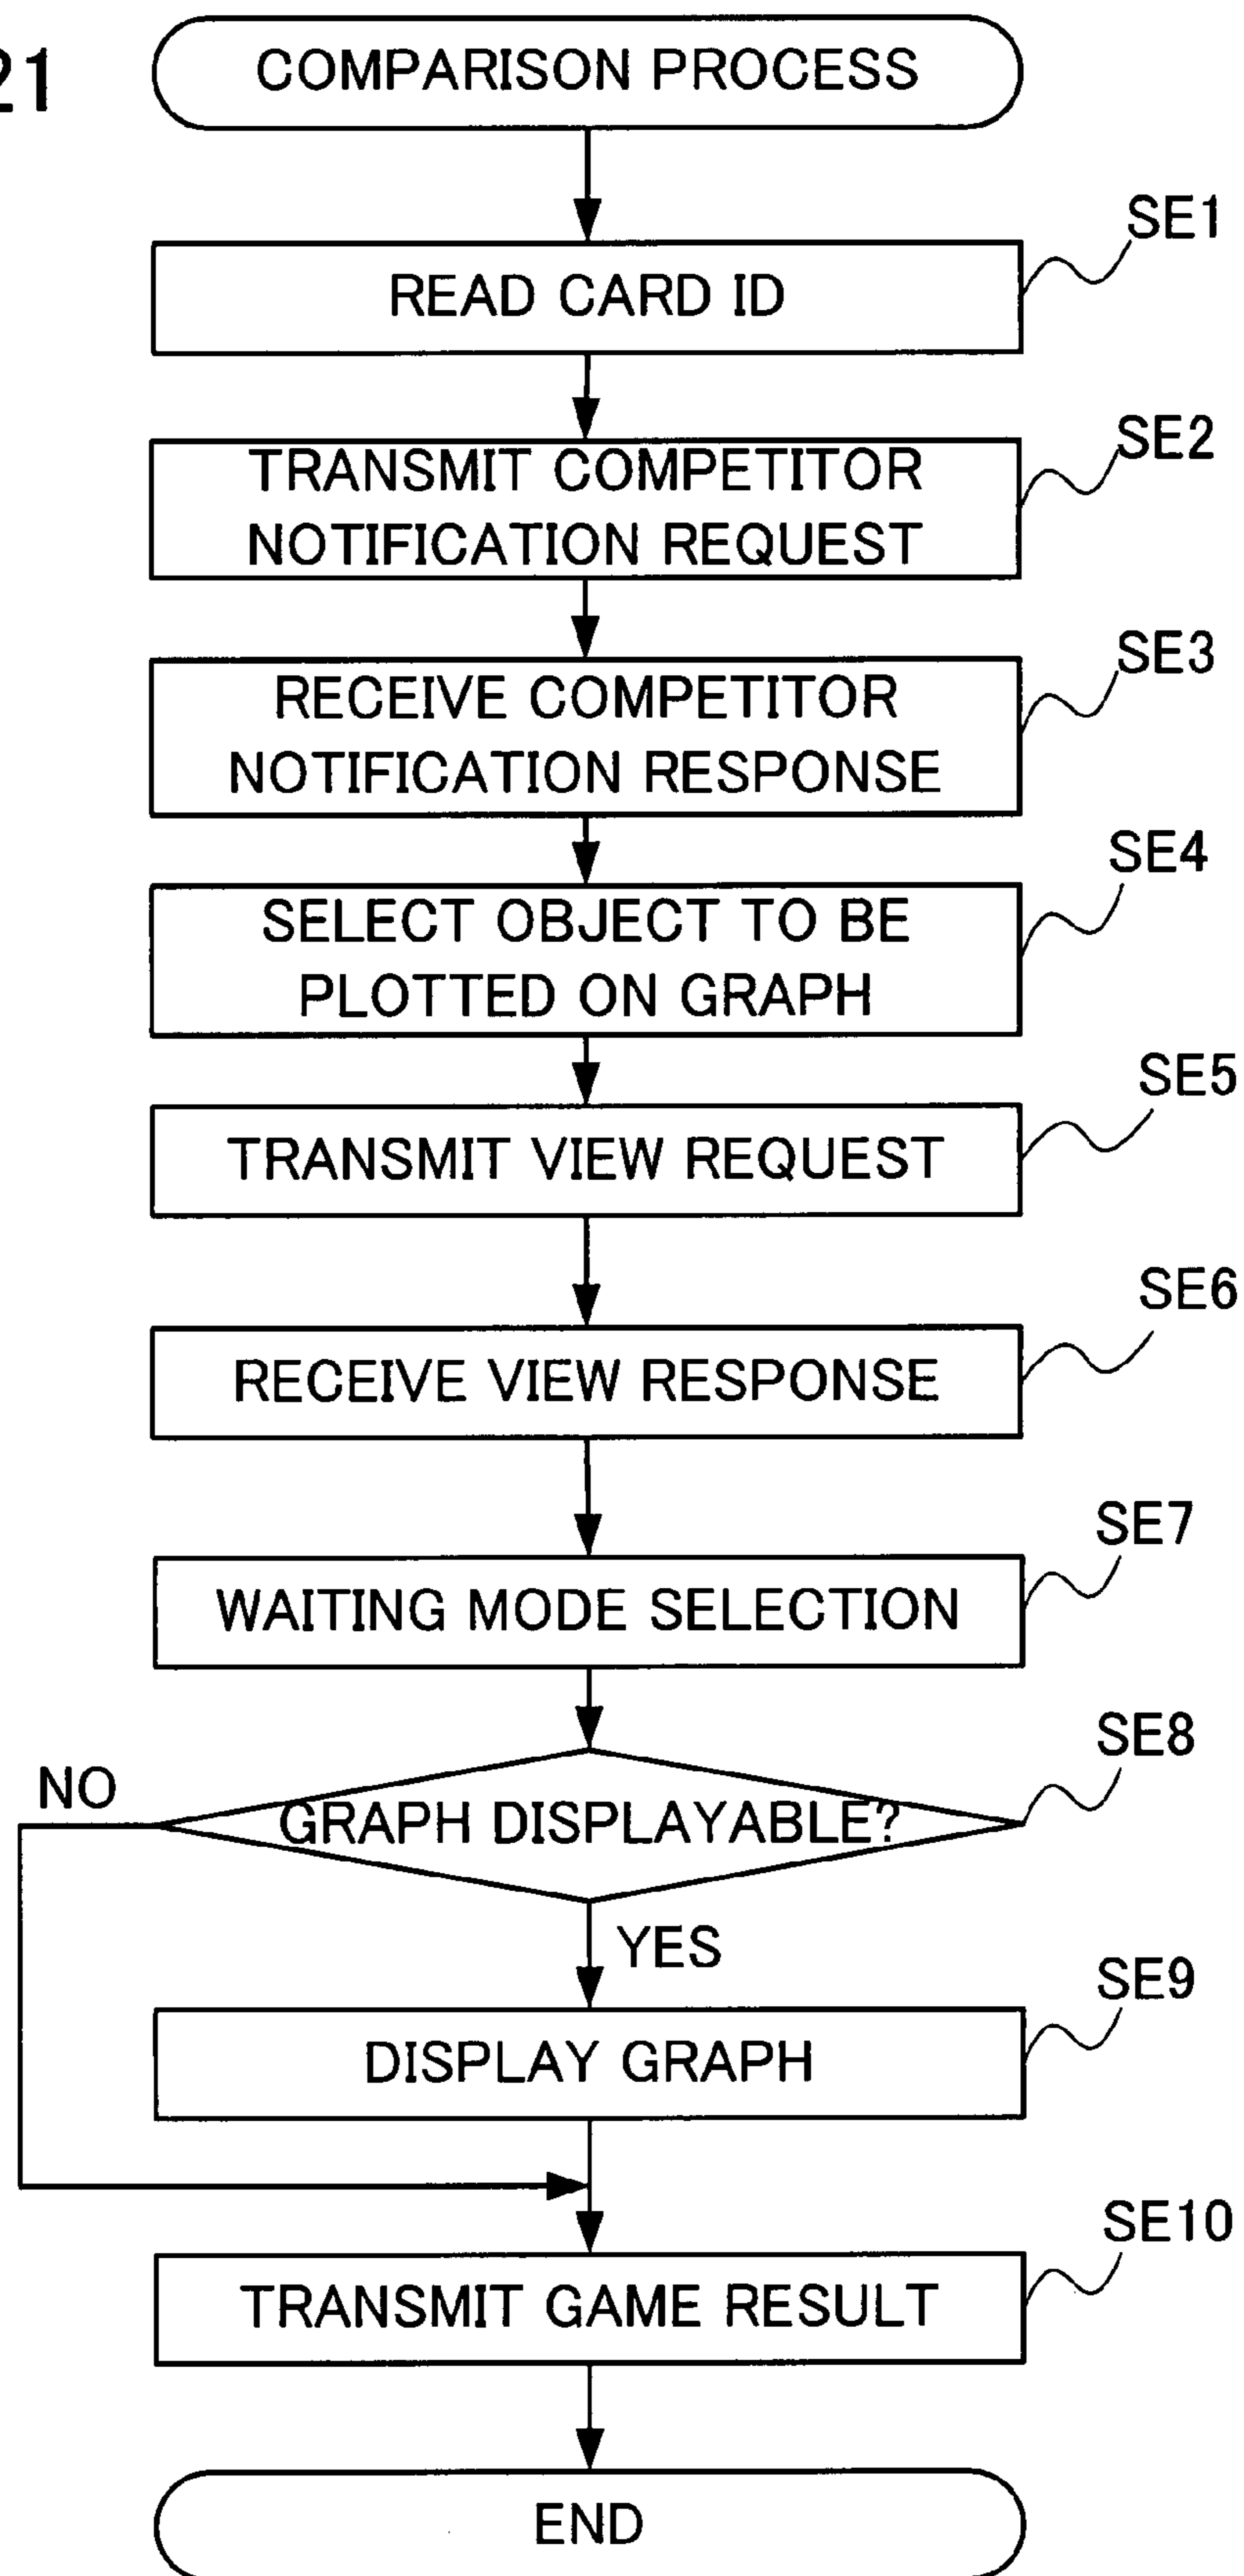 21
COMPARISON PROCESS
SE1
READ CARD ID
SE2
TRANSMIT COMPETITOR
NOTIFICATION REQUEST
SE3
RECEIVE COMPETITOR
NOTIFICATION RESPONSE
SE4
SELECT OBJECT TO BE
PLOTTED ON GRAPH
SE5
TRANSMIT VIEW REQUEST
SE6
RECEIVE VIEW RESPONSE
SE7
WAITING MODE SELECTION
SE8
NO
GRAPH DISPLAYABLE?
YES
SE9
DISPLAY GRAPH
SE10
TRANSMIT GAME RESULT
END